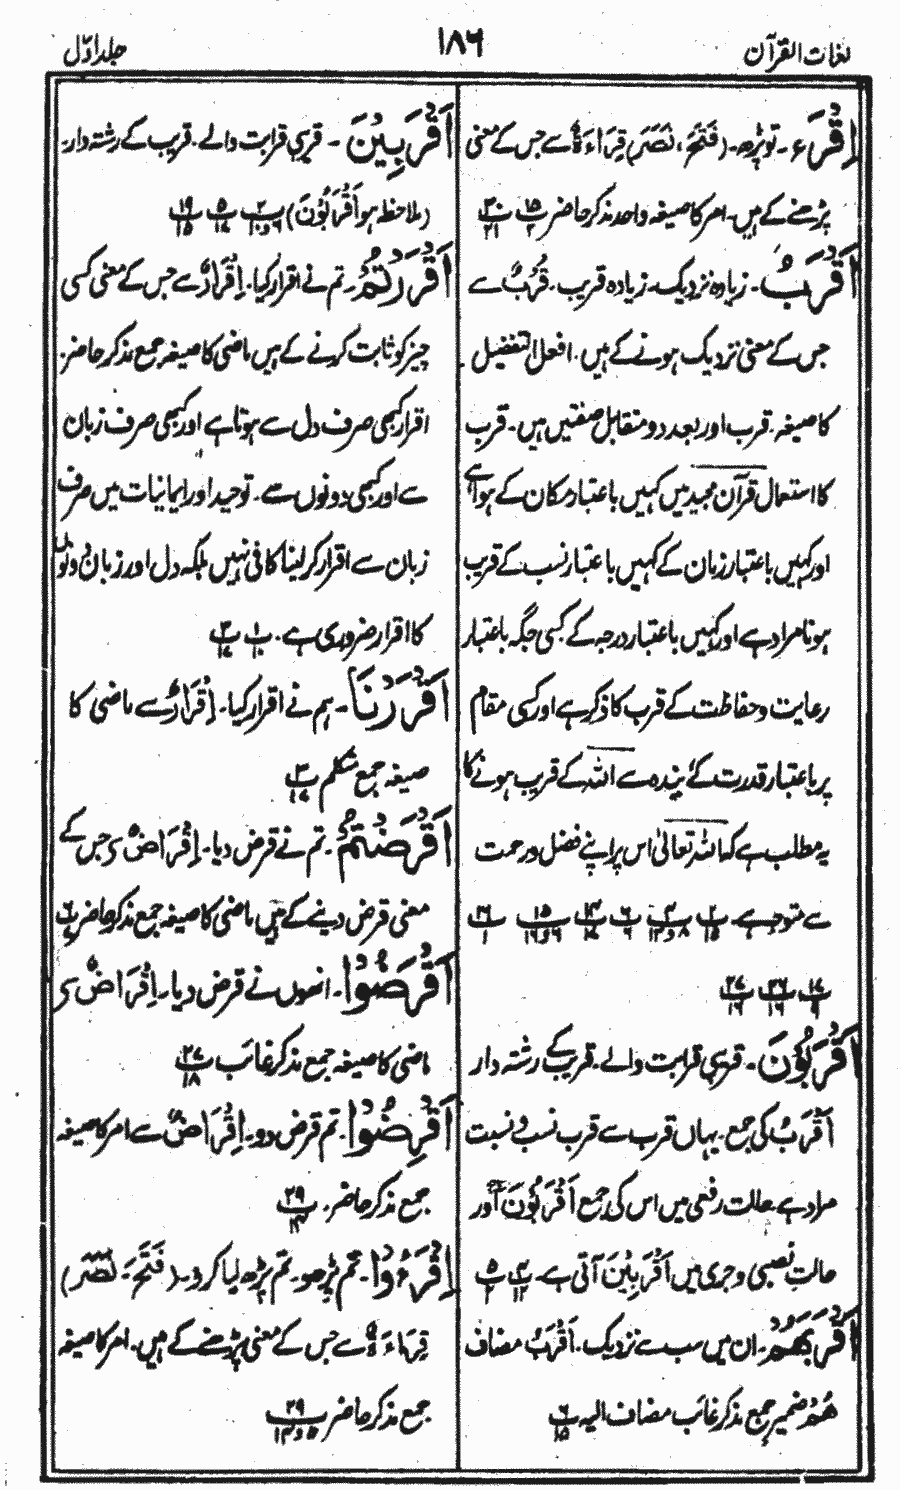 لغات القرآن
۱۸۶
جلد اوّل
اِقْرَءْ ۔ تو پڑھ۔ (فَتَحَ، نَصَرَ) قِرَاءَةٌ سے جس کے معنی
پڑھنے کے ہیں۔ امر کا صیغہ واحد مذکر حاضر
اَقْرَبُ ۔ زیادہ نزدیک۔ زیادہ قریب۔ قُرْبٌ سے
جس کے معنی نزدیک ہونے کے ہیں۔ افعل التفضیل
کا صیغہ۔ قرب اور بعد دو متقابل صفتیں ہیں۔ قرب
کا استعمال قرآن مجید میں کہیں باعتبار مکان کے ہوا ہے
اور کہیں باعتبار زمان کے کہیں باعتبار نسب کے قریب
ہونا مراد ہے اور کہیں باعتبار درجہ کے کسی جگہ باعتبار
رعایت و حفاظت کے قرب کا ذکر ہے اور کسی مقام
پر باعتبار قدرت کے بندہ سے اللہ کے قریب ہونے کا
یہ مطلب ہے کہ اللہ تعالیٰ اس پر اپنے فضل و رحمت
سے متوجہ ہے۔
اَقْرَبُوْنَ ۔ قریبی قرابت والے۔ قریب کے رشتہ دار
اَقْرَبُ کی جمع۔ یہاں قرب سے قرب نسب و نسبت
مراد ہے۔ حالت رفعی میں اس کی جمع اَقْرَبُوْنَ اور
حالت نصبی و جری میں اَقْرَبِيْنَ آتی ہے۔
اَقْرَبُهُمْ ۔ ان میں سب سے نزدیک۔ اَقْرَبُ مضاف
هُمْ ضمیر جمع مذکر غائب مضاف الیہ
اَقْرَبِيْنَ ۔ قریبی قرابت والے۔ قریب کے رشتہ دار۔
(ملاحظہ ہو اَقْرَبُوْنَ)
اَقْرَرْتُمْ ۔ تم نے اقرار کیا۔ اِقْرَارٌ سے جس کے معنی کسی
چیز کو ثابت کرنے کے ہیں ماضی کا صیغہ جمع مذکر حاضر۔
اقرار کبھی صرف دل سے ہوتا ہے اور کبھی صرف زبان
سے اور کبھی دونوں سے۔ توحید اور ایمانیات میں صرف
زبان سے اقرار کر لینا کافی نہیں بلکہ دل اور زبان دونوں
کا اقرار ضروری ہے۔
اَقْرَرْنَا ۔ ہم نے اقرار کیا۔ اِقْرَارٌ سے ماضی کا
صیغہ جمع متکلم
اَقْرَضْتُمْ ۔ تم نے قرض دیا۔ اِقْرَاضٌ سے جس کے
معنی قرض دینے کے ہیں ماضی کا صیغہ جمع مذکر حاضر
اَقْرَضُوْا ۔ انھوں نے قرض دیا۔ اِقْرَاضٌ سے
ماضی کا صیغہ جمع مذکر غائب
اَقْرِضُوْا ۔ تم قرض دو۔ اِقْرَاضٌ سے امر کا صیغہ
جمع مذکر حاضر۔
اِقْرَءُوْا ۔ تم پڑھو۔ تم پڑھ لیا کرو۔ (فَتَحَ ۔ نَصَرَ)
قِرَاءَةٌ سے جس کے معنی پڑھنے کے ہیں۔ امر کا صیغہ
جمع مذکر حاضر